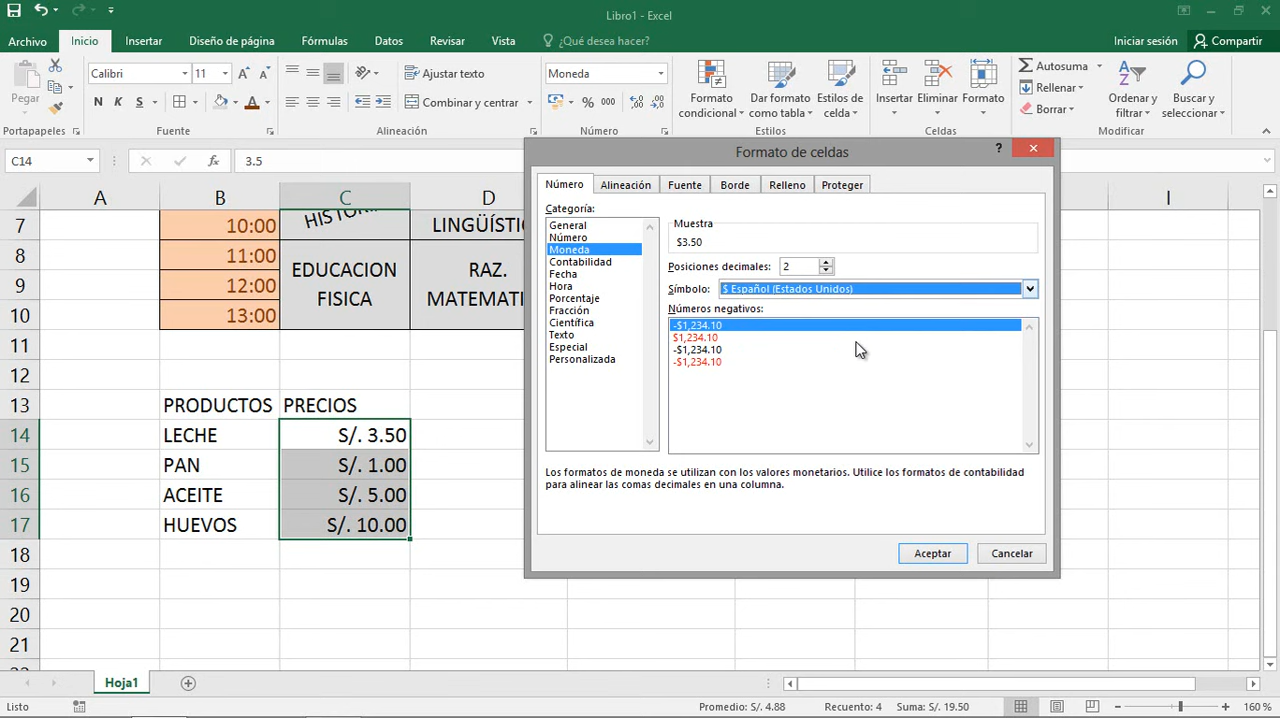 Libro1 - Excel
Archivo Inicio Insertar Diseño de página Fórmulas Datos Revisar Vista ¿Qué desea hacer? Iniciar sesión Compartir
Pegar
Calibri 11
N K S
Ajustar texto
Combinar y centrar
Moneda
% 000
Formato condicional
Dar formato como tabla
Estilos de celda
Insertar Eliminar Formato
Autosuma
Rellenar
Borrar
Ordenar y filtrar
Buscar y seleccionar
Portapapeles Fuente Alineación Número Estilos Celdas Modificar
C14 fx 3.5
A B C D I
7 10:00 HISTORI LINGÜÍSTIC
8 11:00 EDUCACION RAZ.
9 12:00 FISICA MATEMATI
10 13:00
11
12
13 PRODUCTOS PRECIOS
14 LECHE S/. 3.50
15 PAN S/. 1.00
16 ACEITE S/. 5.00
17 HUEVOS S/. 10.00
18
19
20
21
Formato de celdas ?
Número Alineación Fuente Borde Relleno Proteger
Categoría:
General
Número
Moneda
Contabilidad
Fecha
Hora
Porcentaje
Fracción
Científica
Texto
Especial
Personalizada
Muestra
$3.50
Posiciones decimales: 2
Símbolo: $ Español (Estados Unidos)
Números negativos:
-$1,234.10
$1,234.10
-$1,234.10
-$1,234.10
Los formatos de moneda se utilizan con los valores monetarios. Utilice los formatos de contabilidad
para alinear las comas decimales en una columna.
Aceptar Cancelar
Hoja1
Listo Promedio: S/. 4.88 Recuento: 4 Suma: S/. 19.50 160 %